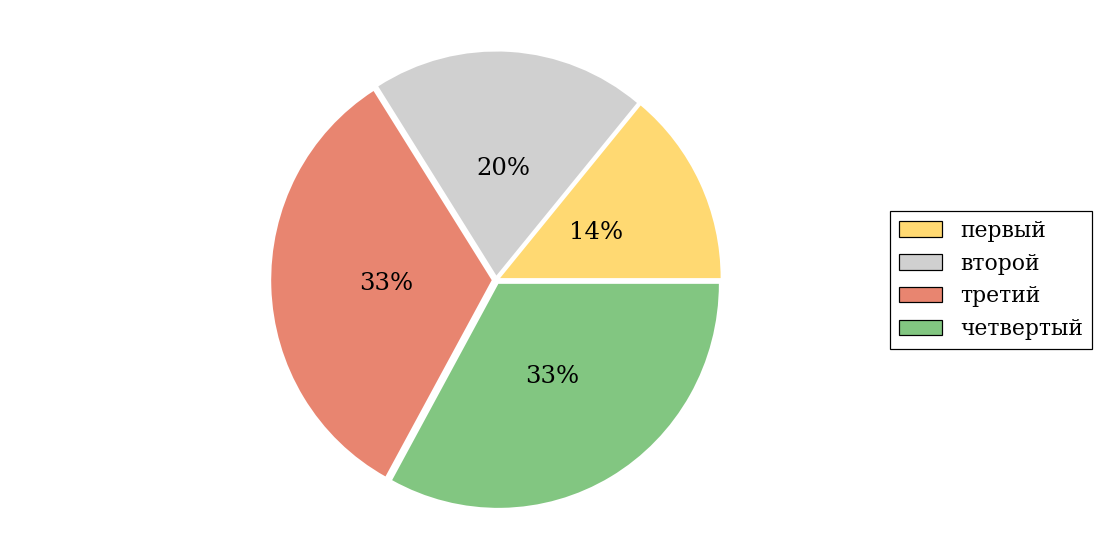 20%
14%
33%
33%
первый
второй
третий
четвертый